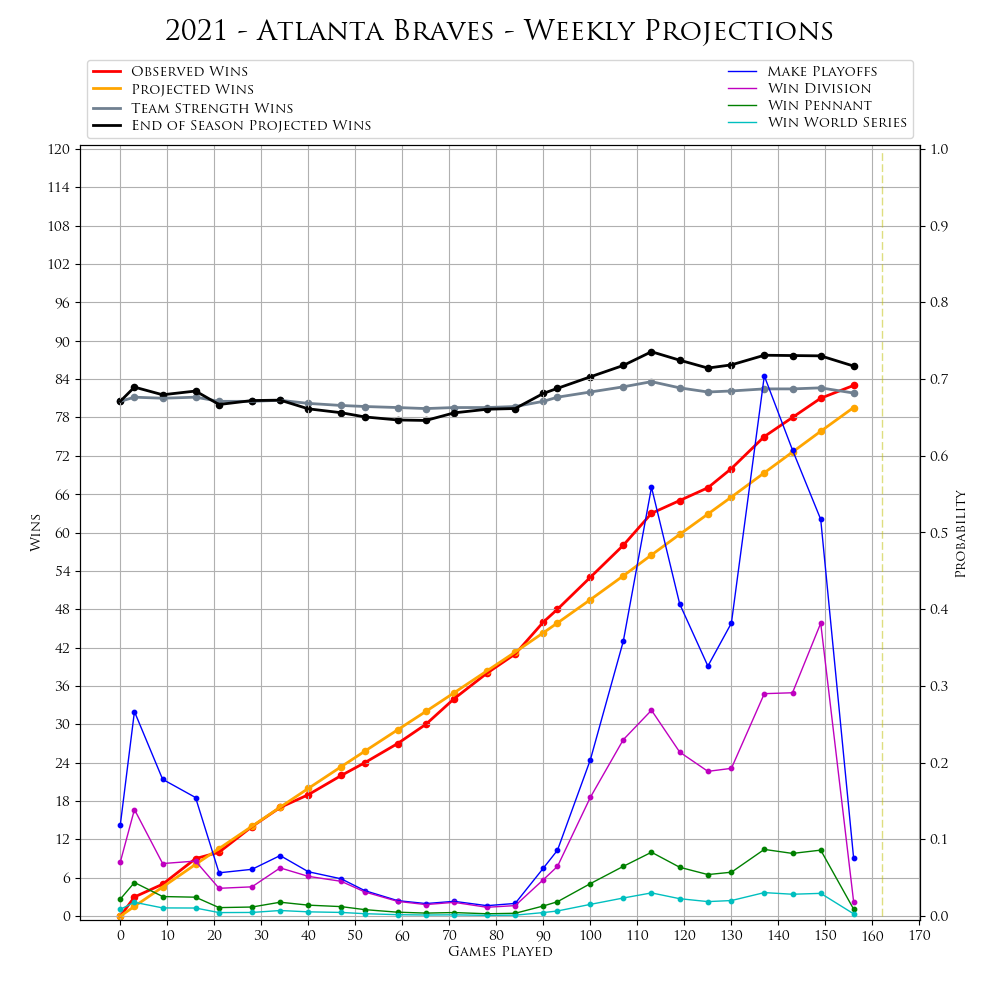 2021 - Atlanta Braves - Weekly Projections
Observed Wins
Projected Wins
Team Strength Wins
End of Season Projected Wins
Make Playoffs
Win Division
Win Pennant
Win World Series
120
114
108
102
96
90
84
78
72
66
60
54
48
42
36
30
24
18
12
6
0
Wins
1.0
0.9
0.8
0.7
0.6
0.5
0.4
0.3
0.2
0.1
0.0
Probability
0 10 20 30 40 50 60 70 80 90 100 110 120 130 140 150 160 170
Games Played